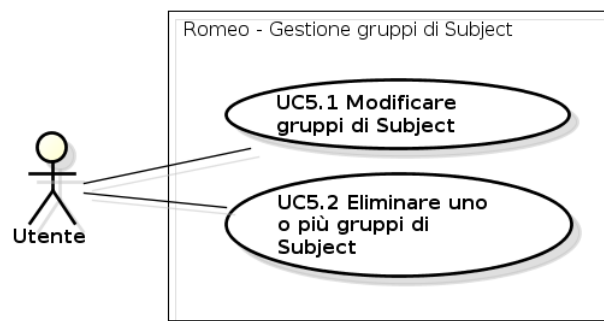 Romeo - Gestione gruppi di Subject
UC5.1 Modificare
gruppi di Subject
UC5.2 Eliminare uno
o più gruppi di
Subject
Utente